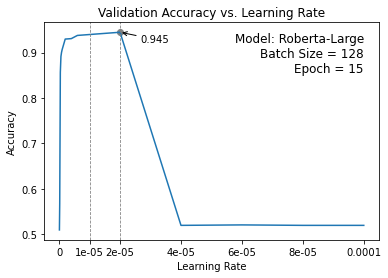 Validation Accuracy vs. Learning Rate
Model: Roberta-Large
Batch Size = 128
Epoch = 15
0.945
Accuracy
0.9
0.8
0.7
0.6
0.5
0 1e-05 2e-05 4e-05 6e-05 8e-05 0.0001
Learning Rate